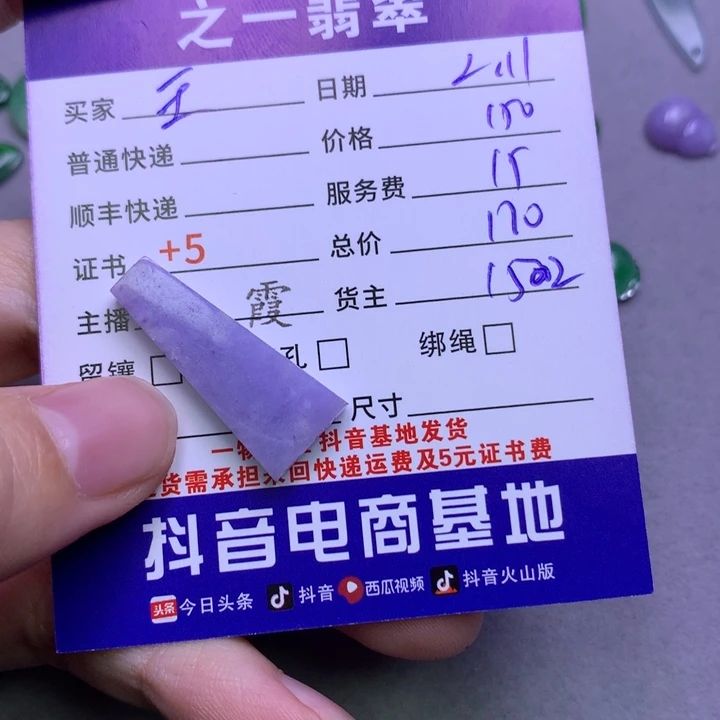 之一翡翠
买家 王 日期 2.11
普通快递 价格 150
顺丰快递 服务费 15
证书 +5 总价 170
主播 霞 货主 1502
留镶 孔 绑绳
尺寸
一 抖音基地发货
货需承担来回快递运费及5元证书费
抖音电商基地
头条 今日头条 抖音 西瓜视频 抖音火山版